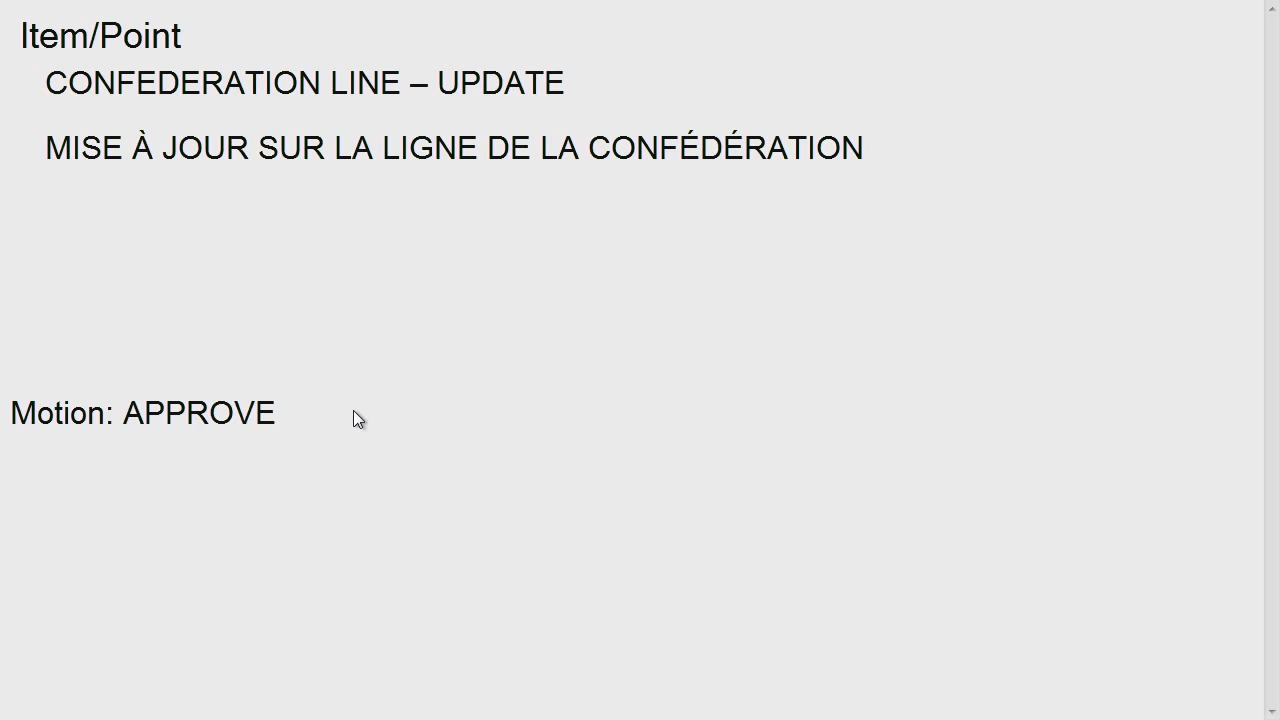 Item/Point
CONFEDERATION LINE – UPDATE
MISE À JOUR SUR LA LIGNE DE LA CONFÉDÉRATION
Motion: APPROVE